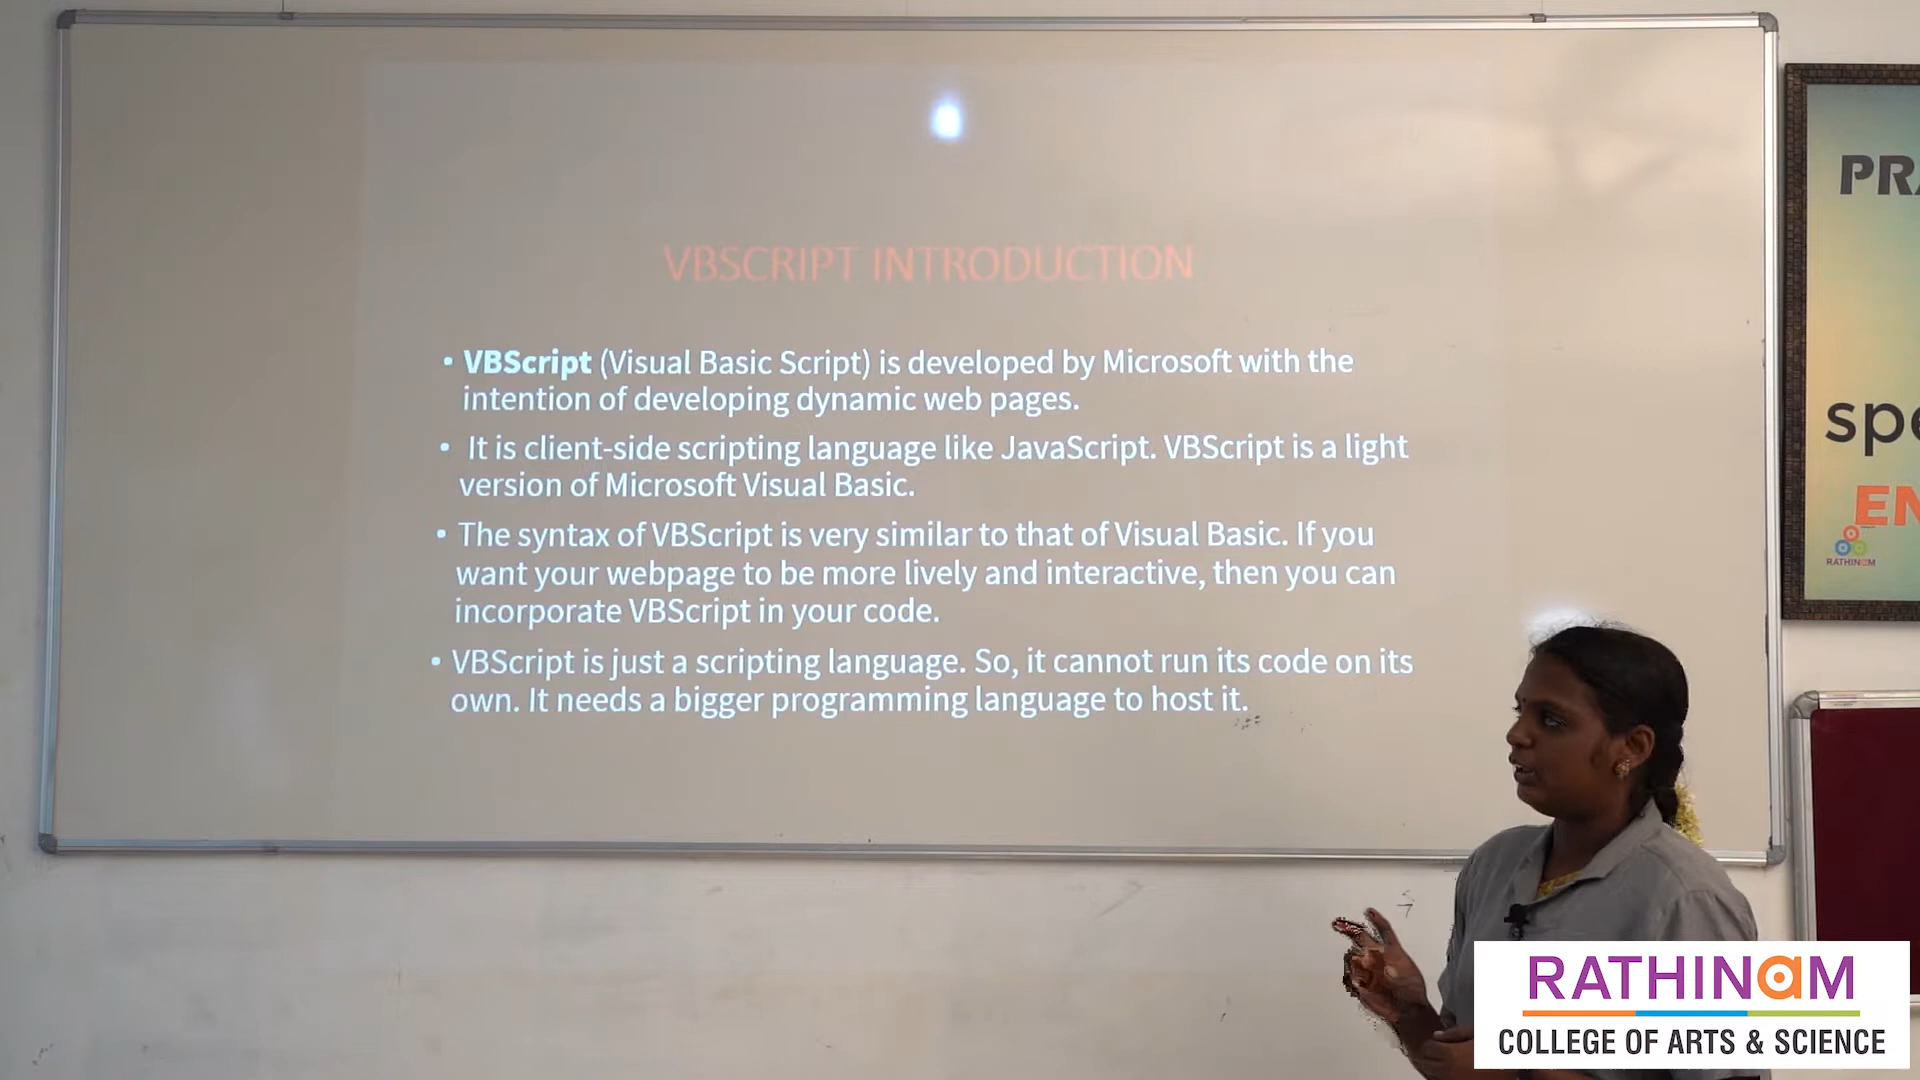 VBSCRIPT INTRODUCTION
• VBScript (Visual Basic Script) is developed by Microsoft with the
intention of developing dynamic web pages.
• It is client-side scripting language like JavaScript. VBScript is a light
version of Microsoft Visual Basic.
• The syntax of VBScript is very similar to that of Visual Basic. If you
want your webpage to be more lively and interactive, then you can
incorporate VBScript in your code.
• VBScript is just a scripting language. So, it cannot run its code on its
own. It needs a bigger programming language to host it.
PRA
spe
EN
RATHINAM
RATHINAM
COLLEGE OF ARTS & SCIENCE